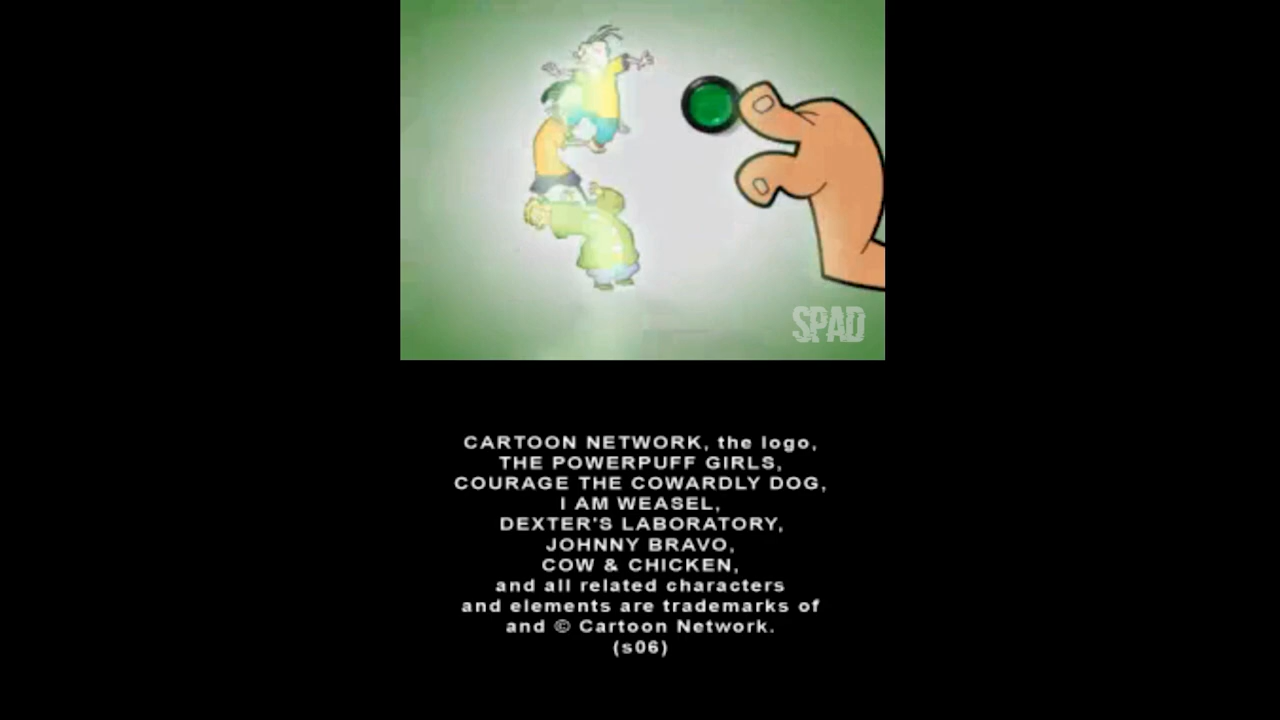 SPAD
CARTOON NETWORK, the logo,
THE POWERPUFF GIRLS,
COURAGE THE COWARDLY DOG,
I AM WEASEL,
DEXTER'S LABORATORY,
JOHNNY BRAVO,
COW & CHICKEN,
and all related characters
and elements are trademarks of
and © Cartoon Network.
(s06)